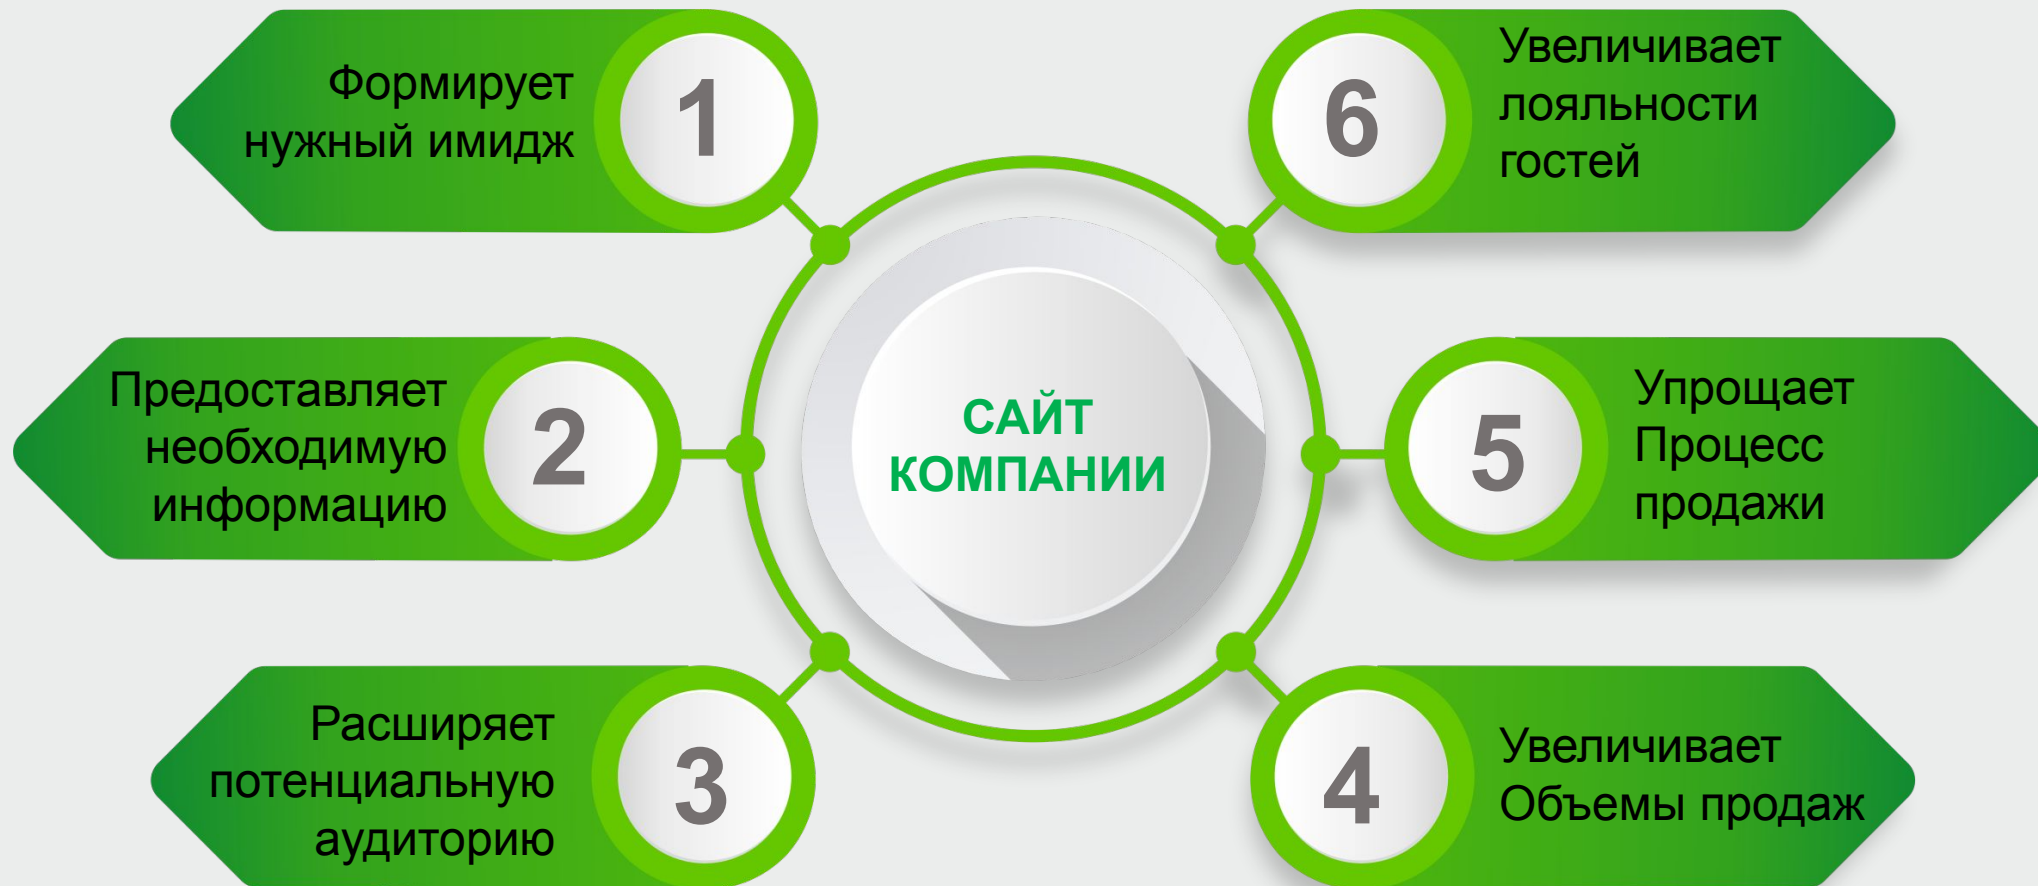 1
Формирует
нужный имидж
2
Предоставляет
необходимую
информацию
3
Расширяет
потенциальную
аудиторию
САЙТ
КОМПАНИИ
4
Увеличивает
Объемы продаж
5
Упрощает
Процесс
продажи
6
Увеличивает
лояльности
гостей